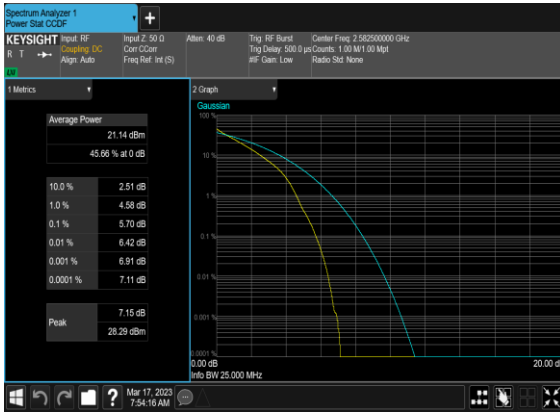 Spectrum Analyzer 1
Power Stat CCDF
KEYSIGHT
R T
LW
Input: RF
Coupling: DC
Align: Auto
Input Z: 50 Ω
Corr CCorr
Freq Ref: Int (S)
Atten: 40 dB
Trig: RF Burst
Trig Delay: 500.0 µs
#IF Gain: Low
Center Freq: 2.582500000 GHz
Counts: 1.00 M/1.00 Mpt
Radio Std: None
1 Metrics
Average Power
21.14 dBm
45.66 % at 0 dB
10.0 % 2.51 dB
1.0 % 4.58 dB
0.1 % 5.70 dB
0.01 % 6.42 dB
0.001 % 6.91 dB
0.0001 % 7.11 dB
Peak
7.15 dB
28.29 dBm
2 Graph
Gaussian
100 %
10 %
1 %
0.1 %
0.01 %
0.001 %
0.0001 %
0.00 dB
20.00 dB
Info BW 25.000 MHz
?
Mar 17, 2023
7:54:16 AM